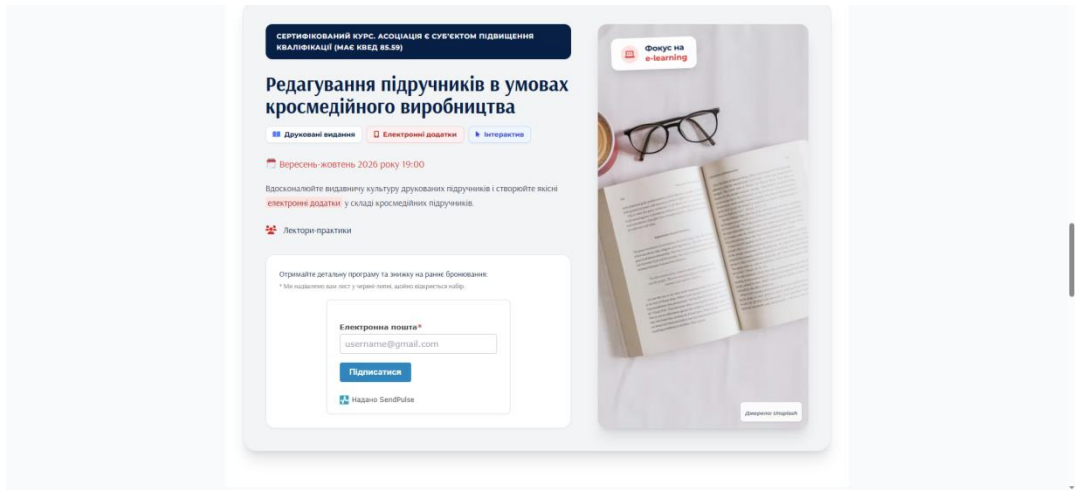 СЕРТИФІКОВАНИЙ КУРС. АСОЦІАЦІЯ Є СУБ'ЄКТОМ ПІДВИЩЕННЯ
КВАЛІФІКАЦІЇ (МАЄ КВЕД 85.59)
Редагування підручників в умовах
кросмедійного виробництва
Друковані видання
Електронні додатки
Інтерактив
Вересень-жовтень 2026 року 19:00
Вдосконалюйте видавничу культуру друкованих підручників і створюйте якісні
електронні додатки у складі кросмедійних підручників.
Лектори-практики
Отримайте детальну програму та знижку на раннє бронювання.
* Ми надішлемо вам лист у червні липні, щойно відкриється набір.
Електронна пошта*
username@gmail.com
Підписатися
Надано SendPulse
Фокус на
e-learning
Джерело: Unsplash